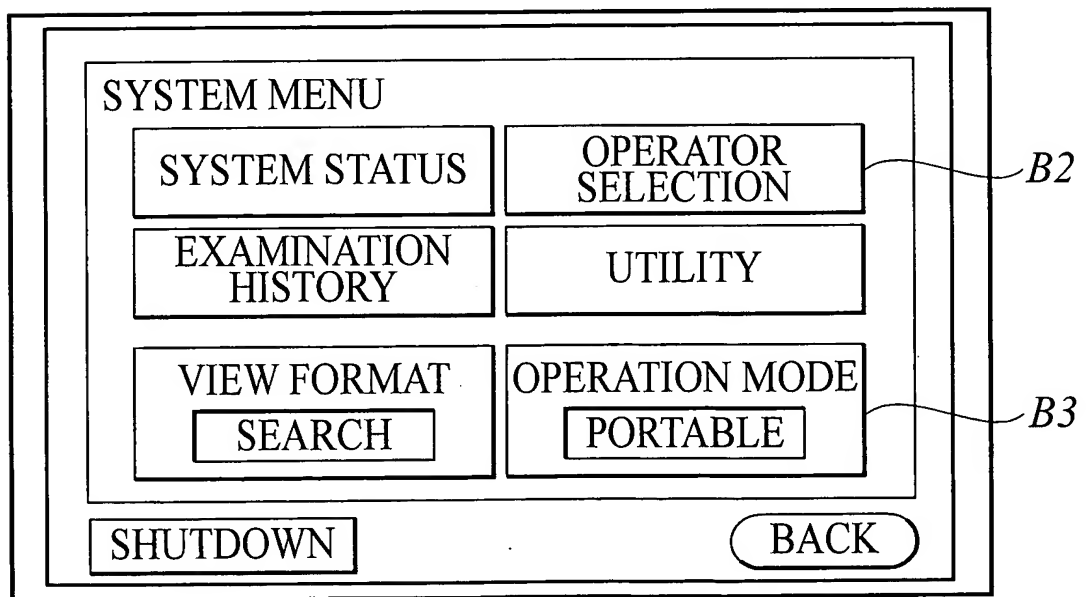 SYSTEM MENU
SYSTEM STATUS
OPERATOR
SELECTION
B2
EXAMINATION
HISTORY
UTILITY
VIEW FORMAT
SEARCH
OPERATION MODE
PORTABLE
B3
SHUTDOWN
BACK